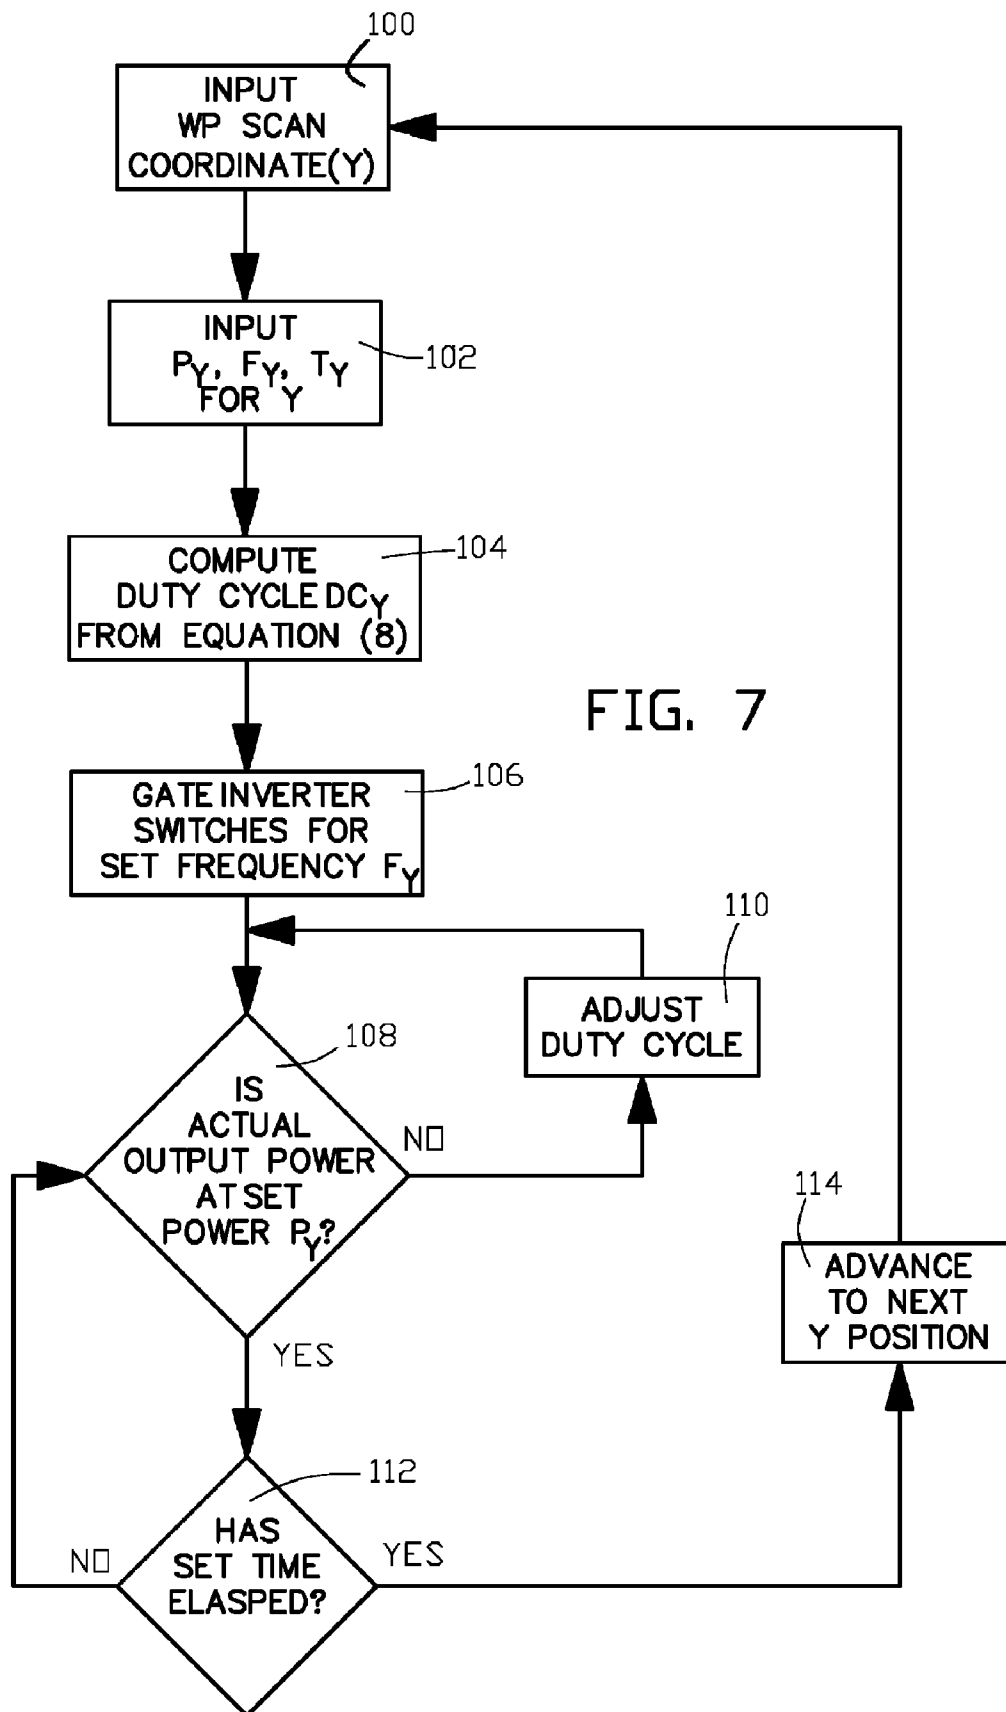 100
INPUT
WP SCAN
COORDINATE(Y)
INPUT
PY, FY, TY
FOR Y
102
COMPUTE
DUTY CYCLE DCY
FROM EQUATION (8)
104
FIG. 7
GATE INVERTER
SWITCHES FOR
SET FREQUENCY FY
106
110
ADJUST
DUTY CYCLE
108
IS
ACTUAL
OUTPUT POWER
AT SET
POWER PY?
NO
YES
114
ADVANCE
TO NEXT
Y POSITION
112
HAS
SET TIME
ELASPED?
NO
YES